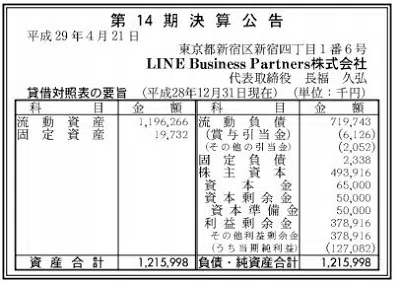 第14期決算公告
平成29年4月21日
東京都新宿区新宿四丁目1番6号
LINE Business Partners株式会社
代表取締役 長福 久弘
貸借対照表の要旨 (平成28年12月31日現在) (単位:千円)
科目 金額 科目 金額
流動資産 1,196,266 流動負債 719,743
固定資産 19,732 (賞与引当金) (6,126)
(その他の引当金) (2,052)
固定負債 2,338
株主資本 493,916
資本金 65,000
資本剰余金 50,000
資本準備金 50,000
利益剰余金 378,916
その他利益剰余金 378,916
(うち当期純利益) (127,082)
資産合計 1,215,998 負債・純資産合計 1,215,998